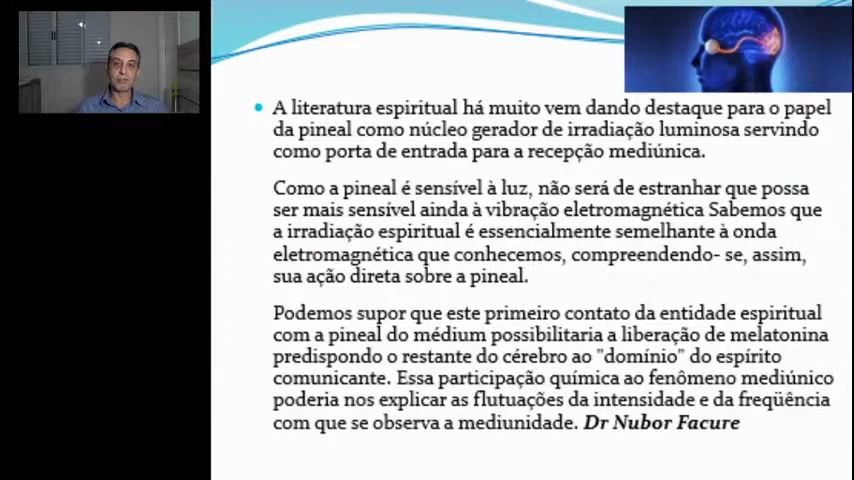 A literatura espiritual há muito vem dando destaque para o papel
da pineal como núcleo gerador de irradiação luminosa servindo
como porta de entrada para a recepção mediúnica.
Como a pineal é sensível à luz, não será de estranhar que possa
ser mais sensível ainda à vibração eletromagnética Sabemos que
a irradiação espiritual é essencialmente semelhante à onda
eletromagnética que conhecemos, compreendendo- se, assim,
sua ação direta sobre a pineal.
Podemos supor que este primeiro contato da entidade espiritual
com a pineal do médium possibilitaria a liberação de melatonina
predispondo o restante do cérebro ao "domínio" do espírito
comunicante. Essa participação química ao fenômeno mediúnico
poderia nos explicar as flutuações da intensidade e da freqüência
com que se observa a mediunidade. Dr Nubor Facure